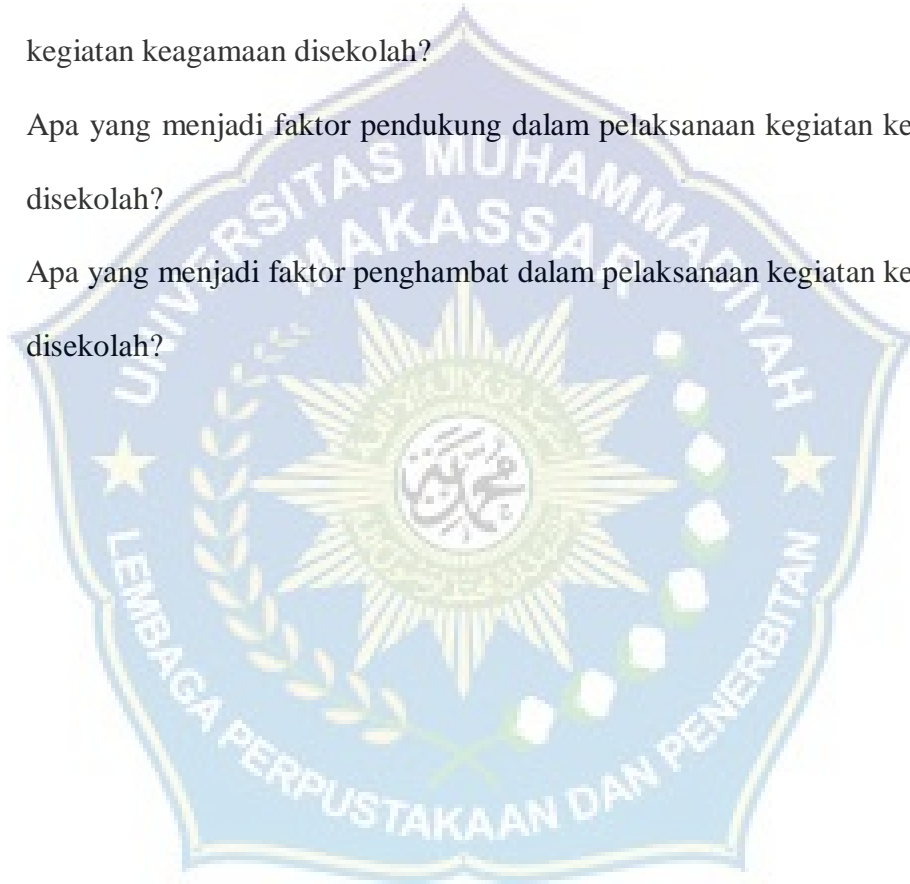 kegiatan keagamaan disekolah?
Apa yang menjadi faktor pendukung dalam pelaksanaan kegiatan ke
disekolah?
Apa yang menjadi faktor penghambat dalam pelaksanaan kegiatan ke
disekolah?
UNIVERSITAS MUHAMMADIYAH
MAKASSAR
محمدية
LEMBAGA PERPUSTAKAAN DAN PENERBITAN